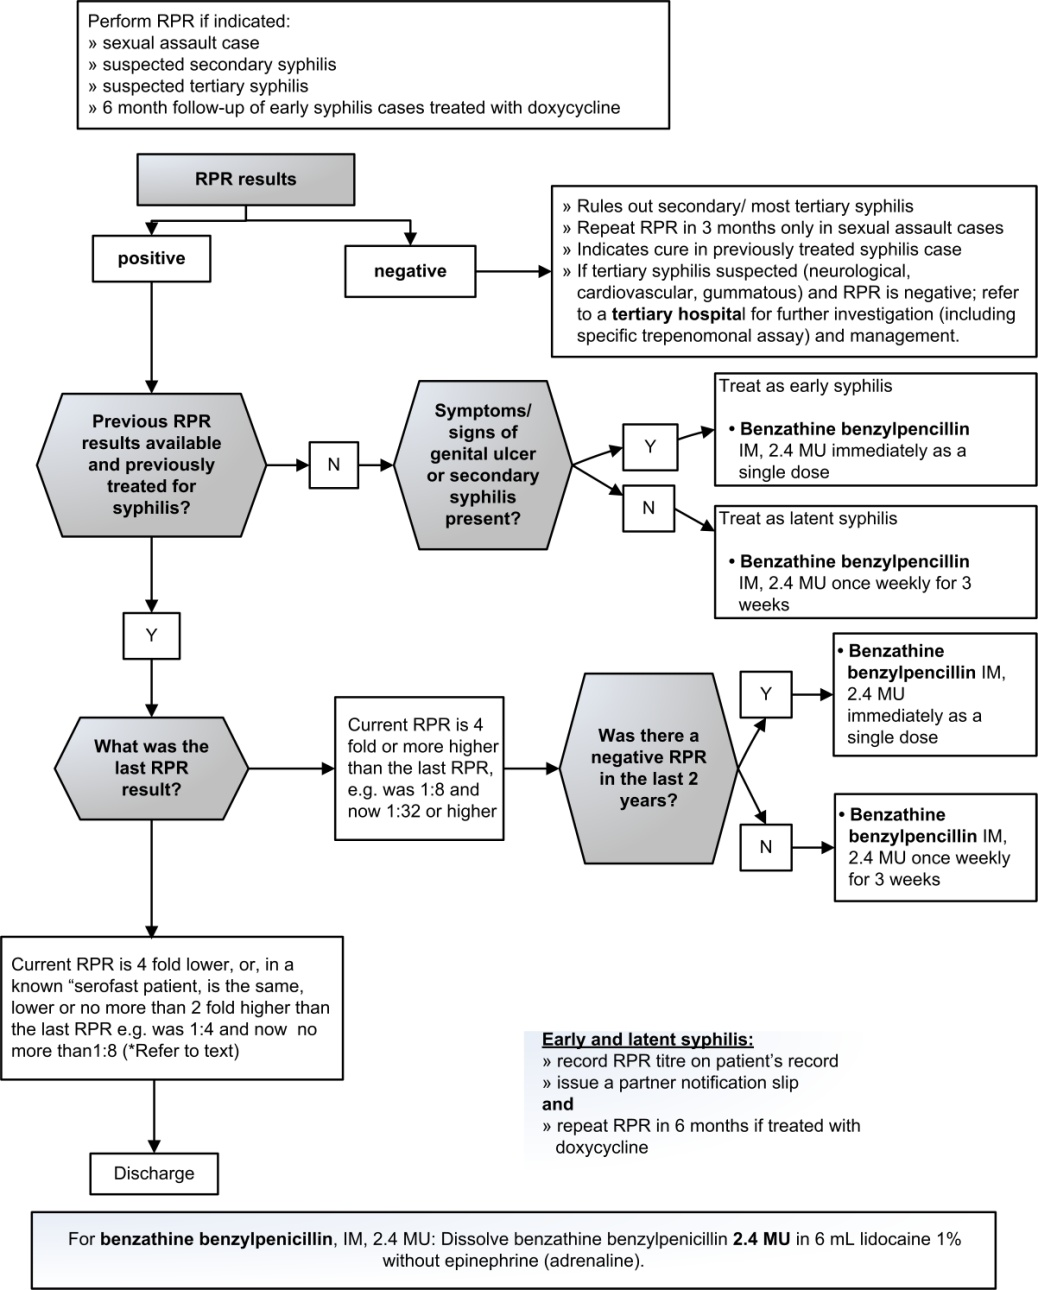 Perform RPR if indicated:
» sexual assault case
» suspected secondary syphilis
» suspected tertiary syphilis
» 6 month follow-up of early syphilis cases treated with doxycycline
RPR results
positive
negative
» Rules out secondary/ most tertiary syphilis
» Repeat RPR in 3 months only in sexual assault cases
» Indicates cure in previously treated syphilis case
» If tertiary syphilis suspected (neurological,
cardiovascular, gummatous) and RPR is negative; refer
to a tertiary hospital for further investigation (including
specific trepenomonal assay) and management.
Previous RPR
results available
and previously
treated for
syphilis?
N
Symptoms/
signs of
genital ulcer
or secondary
syphilis
present?
Y
Treat as early syphilis
• Benzathine benzylpencillin
IM, 2.4 MU immediately as a
single dose
N
Treat as latent syphilis
• Benzathine benzylpencillin
IM, 2.4 MU once weekly for 3
weeks
Y
What was the
last RPR
result?
Current RPR is 4
fold or more higher
than the last RPR,
e.g. was 1:8 and
now 1:32 or higher
Was there a
negative RPR
in the last 2
years?
Y
• Benzathine
benzylpencillin IM,
2.4 MU
immediately as a
single dose
N
• Benzathine
benzylpencillin IM,
2.4 MU once weekly
for 3 weeks
Current RPR is 4 fold lower, or, in a
known “serofast patient, is the same,
lower or no more than 2 fold higher than
the last RPR e.g. was 1:4 and now no
more than1:8 (*Refer to text)
Discharge
Early and latent syphilis:
» record RPR titre on patient’s record
» issue a partner notification slip
and
» repeat RPR in 6 months if treated with
doxycycline
For benzathine benzylpenicillin, IM, 2.4 MU: Dissolve benzathine benzylpenicillin 2.4 MU in 6 mL lidocaine 1%
without epinephrine (adrenaline).